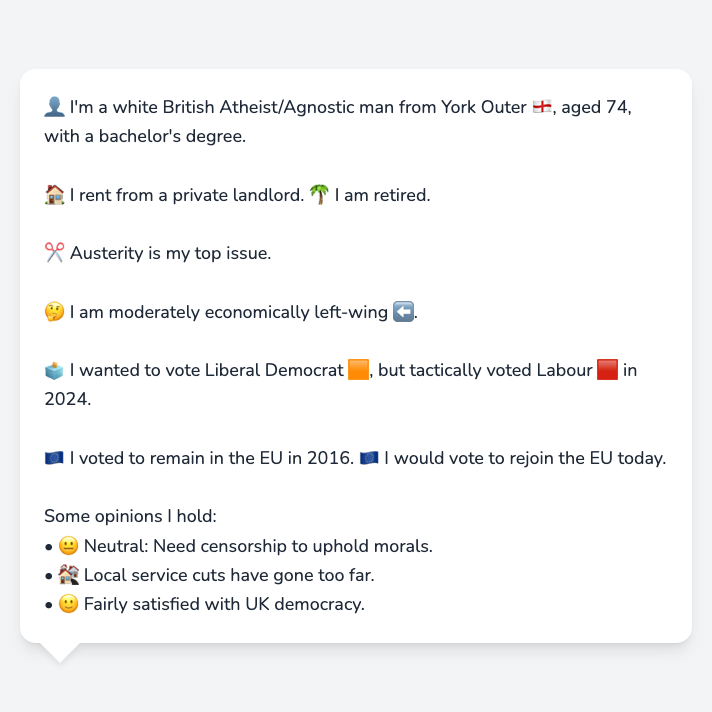 👤 I'm a white British Atheist/Agnostic man from York Outer 🏴󠁧󠁢󠁥󠁮󠁧󠁿, aged 74,
with a bachelor's degree.
🏠 I rent from a private landlord. 🌴 I am retired.
✂️ Austerity is my top issue.
🤔 I am moderately economically left-wing ⬅️.
🗳️ I wanted to vote Liberal Democrat 🟧, but tactically voted Labour 🟥 in
2024.
🇪🇺 I voted to remain in the EU in 2016. 🇪🇺 I would vote to rejoin the EU today.
Some opinions I hold:
• 😐 Neutral: Need censorship to uphold morals.
• 🏚️ Local service cuts have gone too far.
• 🙂 Fairly satisfied with UK democracy.